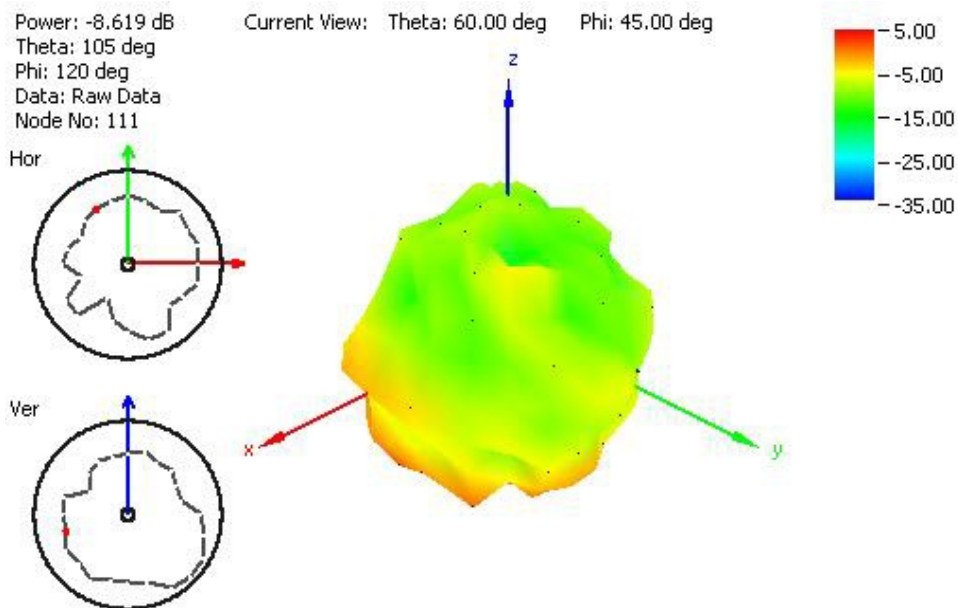 Power: -8.619 dB
Theta: 105 deg
Phi: 120 deg
Data: Raw Data
Node No: 111
Current View: Theta: 60.00 deg Phi: 45.00 deg
5.00
-5.00
-15.00
-25.00
-35.00
Hor
Ver
z
x
y